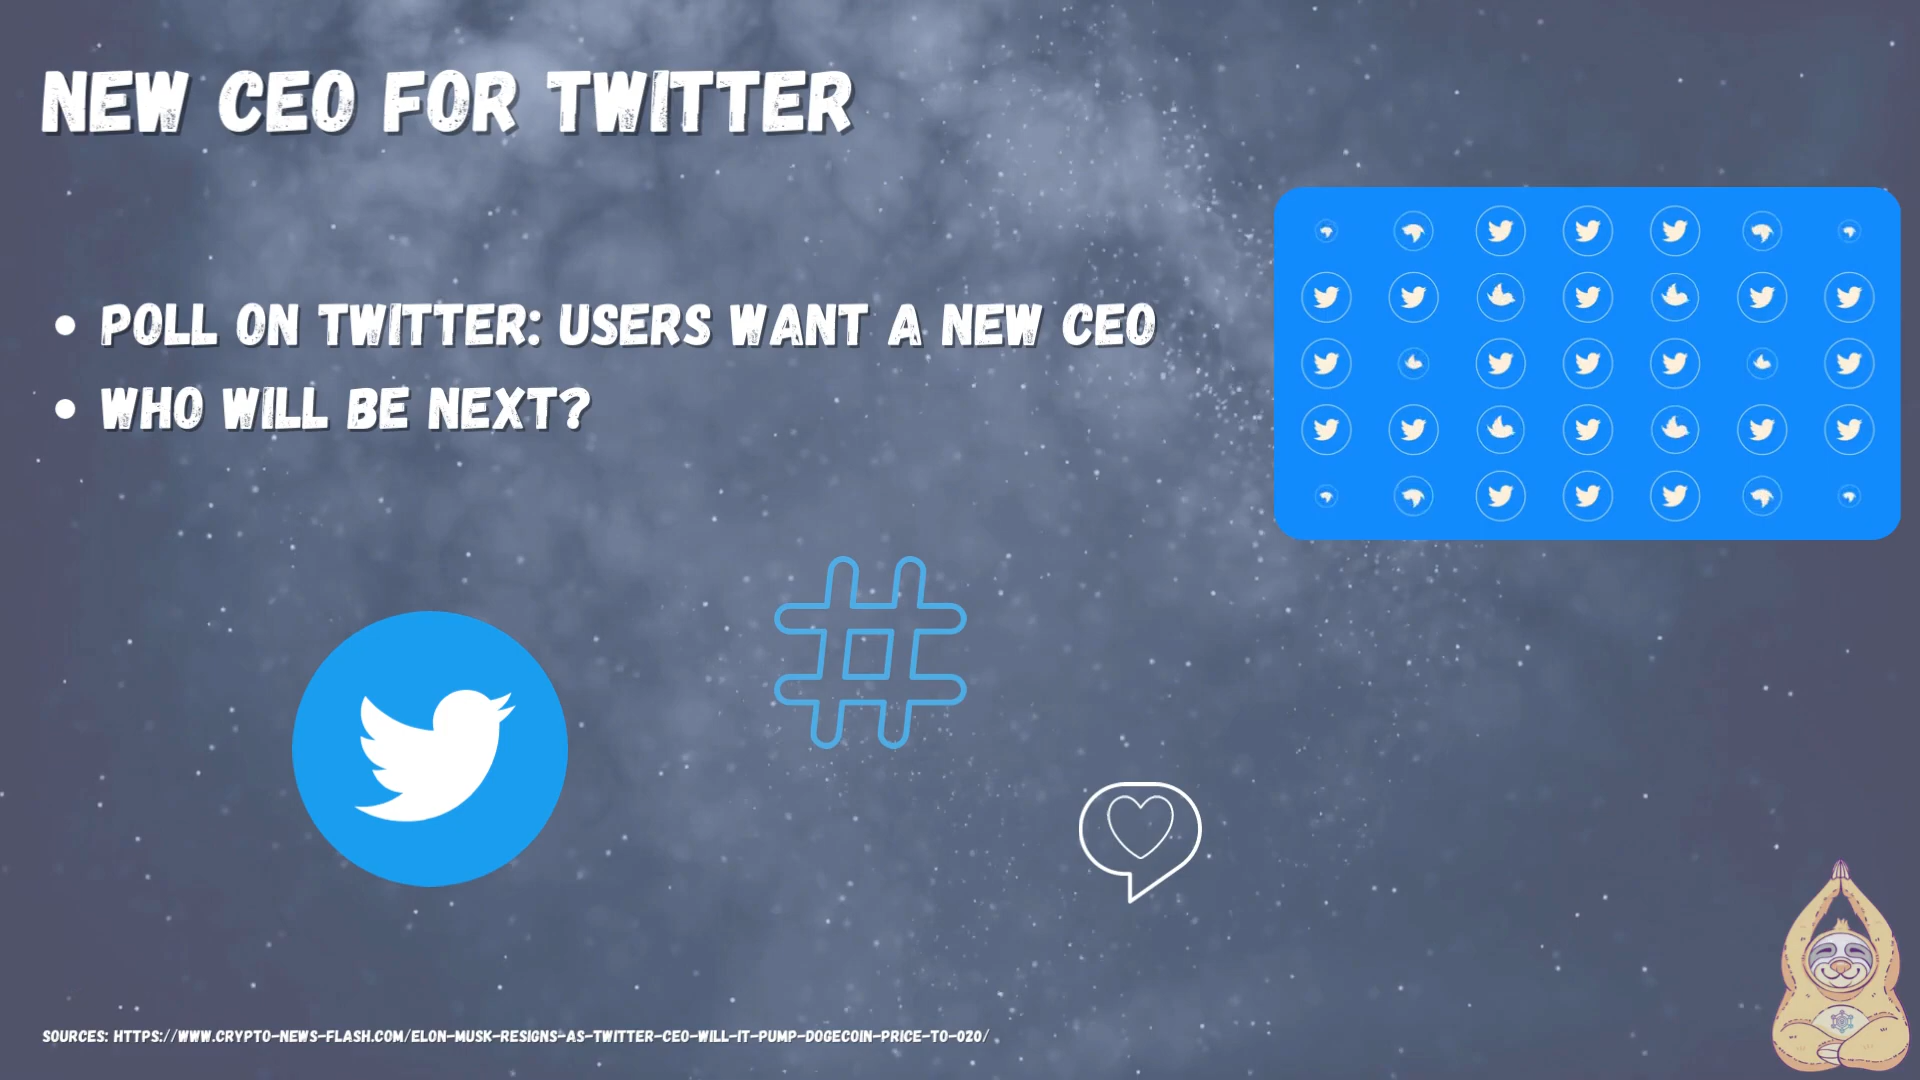 NEW CEO FOR TWITTER
• POLL ON TWITTER: USERS WANT A NEW CEO
• WHO WILL BE NEXT?
SOURCES: HTTPS://WWW.CRYPTO-NEWS-FLASH.COM/ELON-MUSK-RESIGNS-AS-TWITTER-CEO-WILL-IT-PUMP-DOGECOIN-PRICE-TO-020/